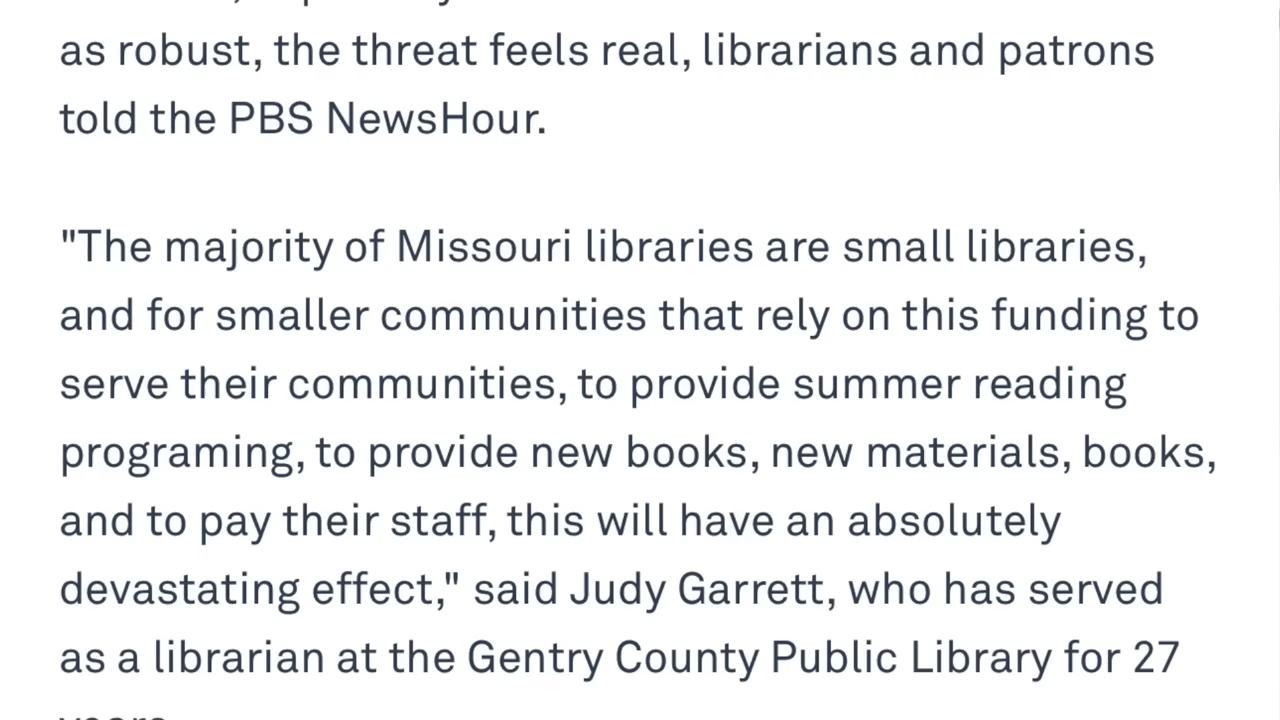 as robust, the threat feels real, librarians and patrons
told the PBS NewsHour.
"The majority of Missouri libraries are small libraries,
and for smaller communities that rely on this funding to
serve their communities, to provide summer reading
programing, to provide new books, new materials, books,
and to pay their staff, this will have an absolutely
devastating effect," said Judy Garrett, who has served
as a librarian at the Gentry County Public Library for 27